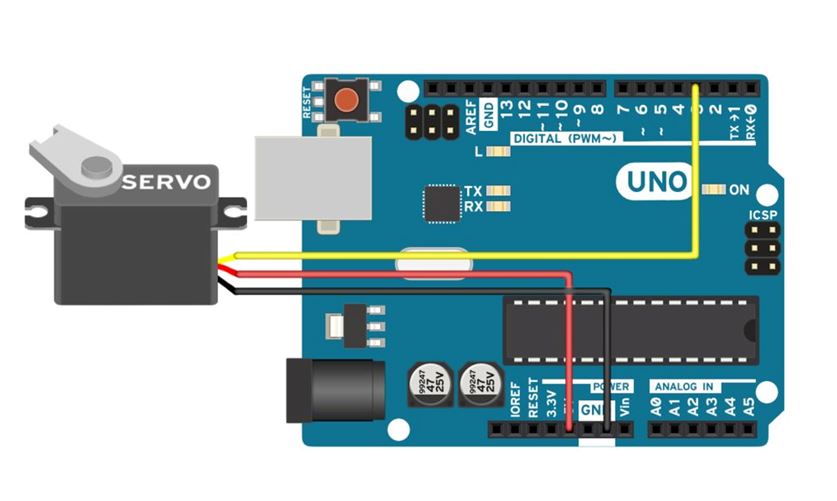 RESET
AREF
GND
13
12
~11
~10
~9
8
7
~6
~5
4
2
TX→1
RX←0
DIGITAL (PWM~)
L
TX
RX
UNO
ON
ICSP
SERVO
99247
47
25V
99247
47
25V
POWER
ANALOG IN
IOREF
RESET
3.3V
GND
Vin
A0
A1
A2
A3
A4
A5